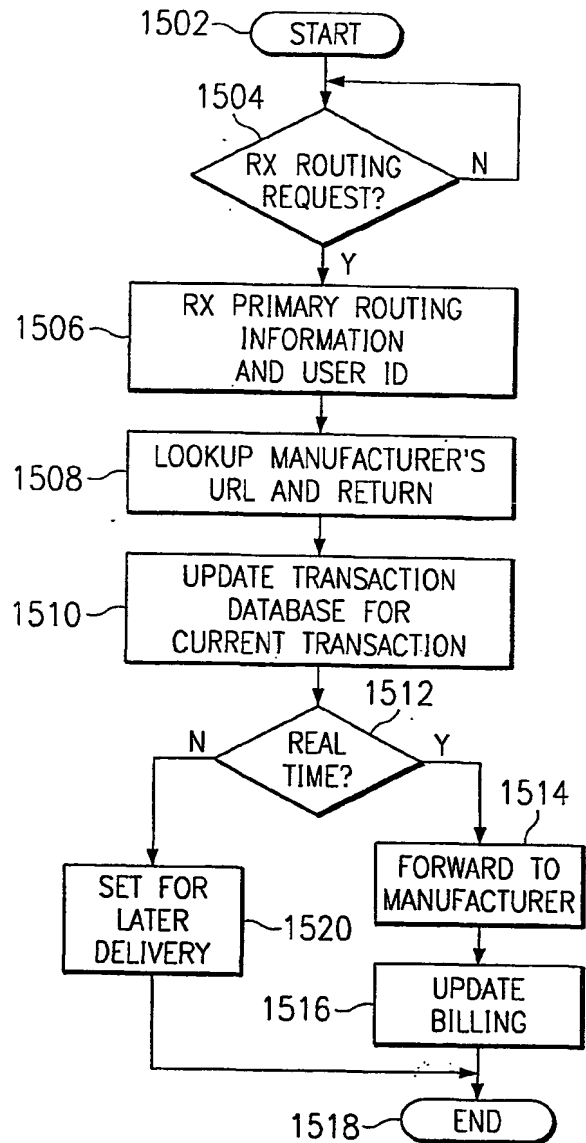 1502
START
1504
RX ROUTING
REQUEST?
N
Y
1506
RX PRIMARY ROUTING
INFORMATION
AND USER ID
1508
LOOKUP MANUFACTURER'S
URL AND RETURN
1510
UPDATE TRANSACTION
DATABASE FOR
CURRENT TRANSACTION
1512
N
REAL
TIME?
Y
1514
FORWARD TO
MANUFACTURER
SET FOR
LATER
DELIVERY
1520
1516
UPDATE
BILLING
1518
END